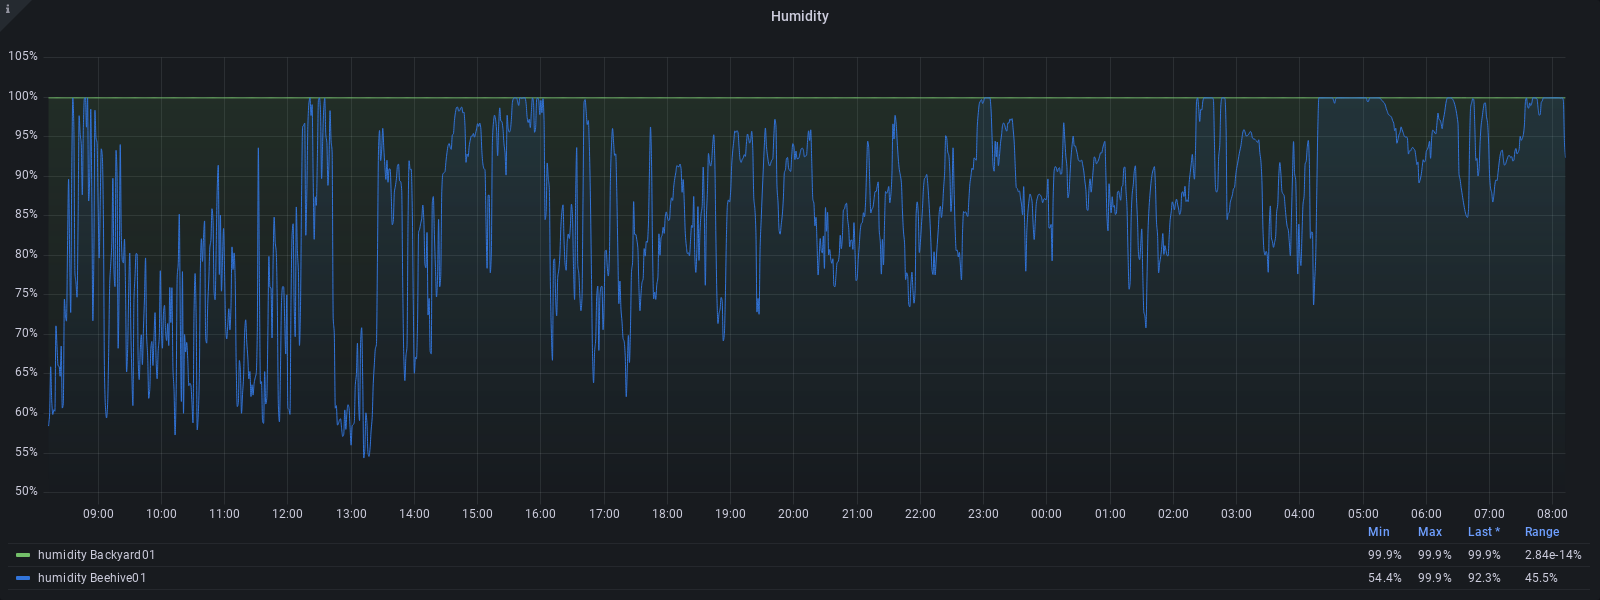 i
Humidity
105%
100%
95%
90%
85%
80%
75%
70%
65%
60%
55%
50%
09:00 10:00 11:00 12:00 13:00 14:00 15:00 16:00 17:00 18:00 19:00 20:00 21:00 22:00 23:00 00:00 01:00 02:00 03:00 04:00 05:00 06:00 07:00 08:00
Min Max Last * Range
humidity Backyard01 99.9% 99.9% 99.9% 2.84e-14%
humidity Beehive01 54.4% 99.9% 92.3% 45.5%